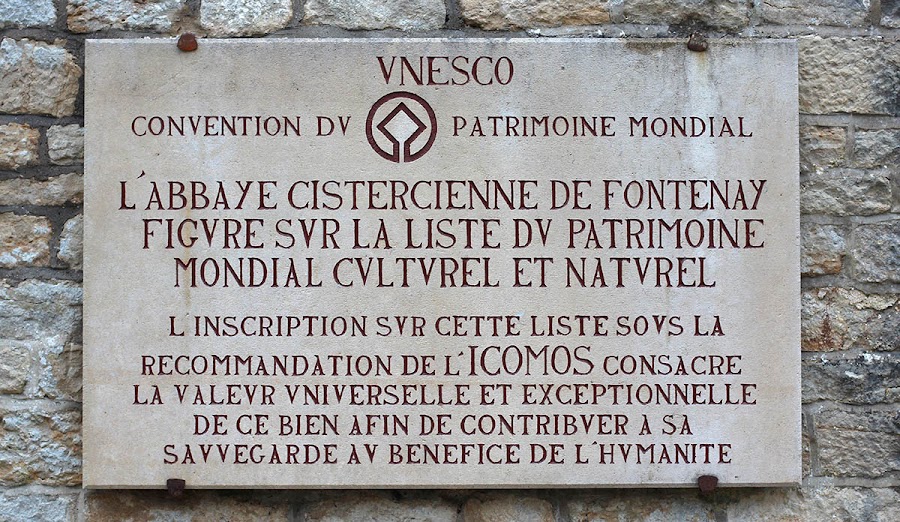 VNESCO
CONVENTION DV PATRIMOINE MONDIAL
L'ABBAYE CISTERCIENNE DE FONTENAY
FIGVRE SVR LA LISTE DV PATRIMOINE
MONDIAL CVLTVREL ET NATVREL
L'INSCRIPTION SVR CETTE LISTE SOVS LA
RECOMMANDATION DE L'ICOMOS CONSACRE
LA VALEVR VNIVERSELLE ET EXCEPTIONNELLE
DE CE BIEN AFIN DE CONTRIBVER A SA
SAVVEGARDE AV BENEFICE DE L'HVMANITE